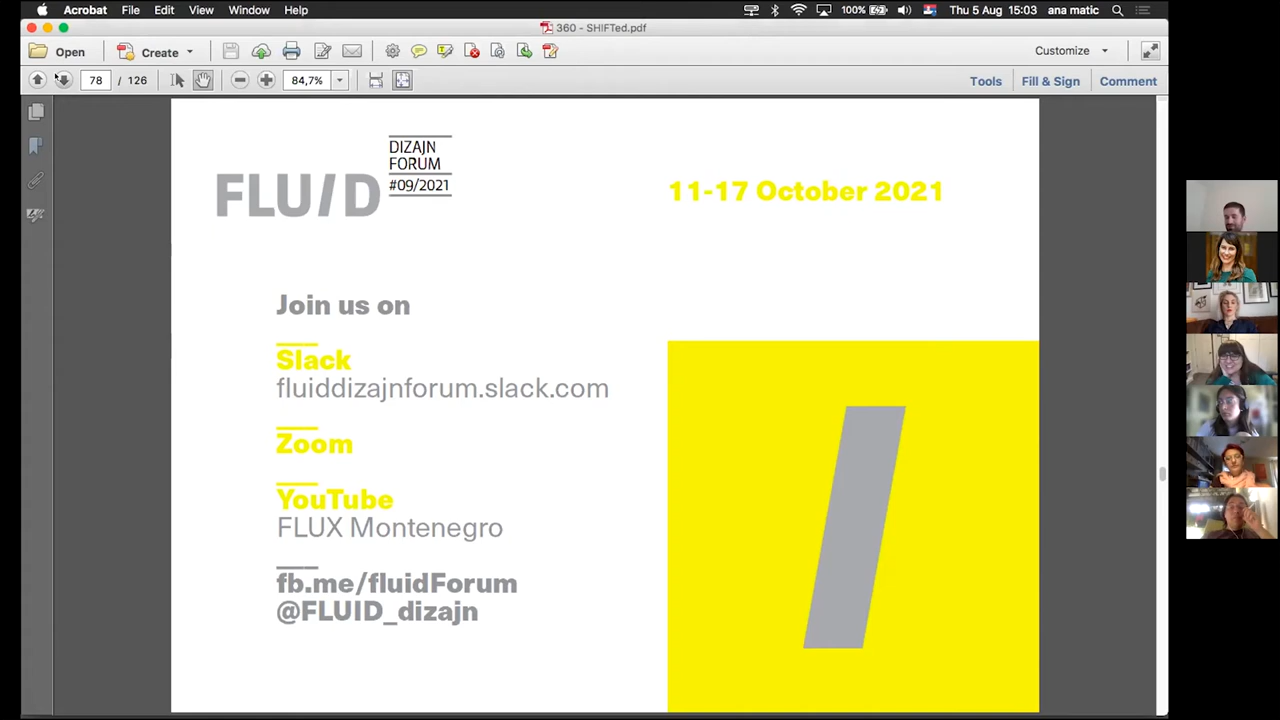 Acrobat File Edit View Window Help 100% Thu 5 Aug 15:03 ana matic
360 - SHIFTed.pdf
Open Create Customize
78 / 126 84,7% Tools Fill & Sign Comment
DIZAJN
FORUM
#09/2021
FLUID
11-17 October 2021
Join us on
Slack
fluiddizajnforum.slack.com
Zoom
YouTube
FLUX Montenegro
fb.me/fluidForum
@FLUID_dizajn